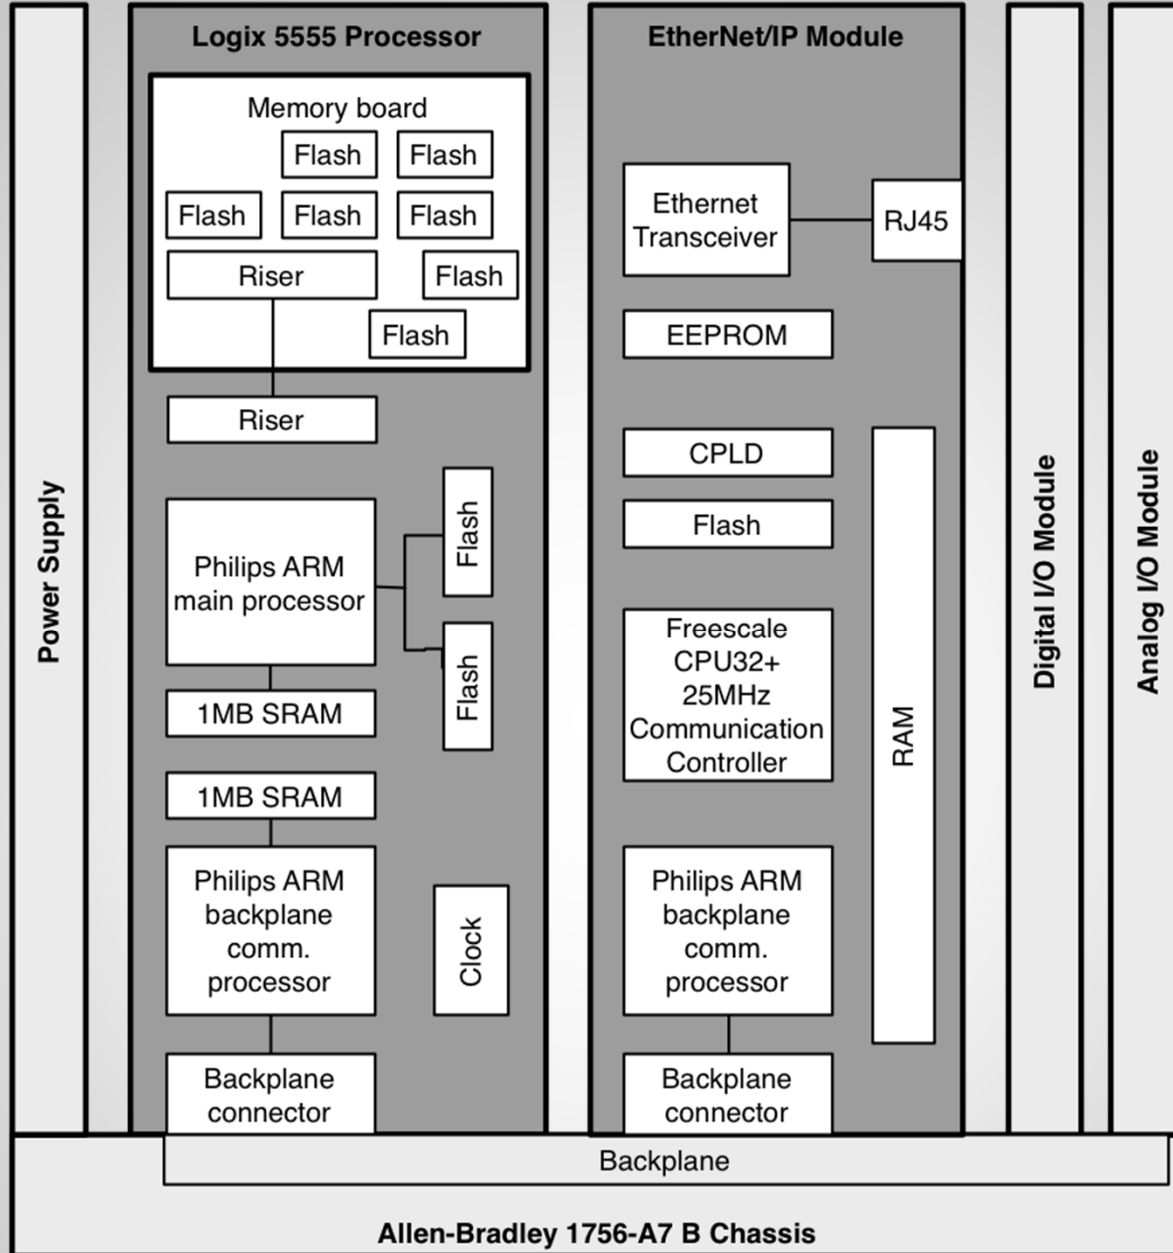 Power Supply
Logix 5555 Processor
Memory board
Flash
Flash
Flash
Flash
Flash
Riser
Flash
Flash
Riser
Philips ARM
main processor
Flash
Flash
1MB SRAM
1MB SRAM
Philips ARM
backplane
comm.
processor
Clock
Backplane
connector
EtherNet/IP Module
Ethernet
Transceiver
RJ45
EEPROM
CPLD
Flash
Freescale
CPU32+
25MHz
Communication
Controller
RAM
Philips ARM
backplane
comm.
processor
Backplane
connector
Digital I/O Module
Analog I/O Module
Backplane
Allen-Bradley 1756-A7 B Chassis